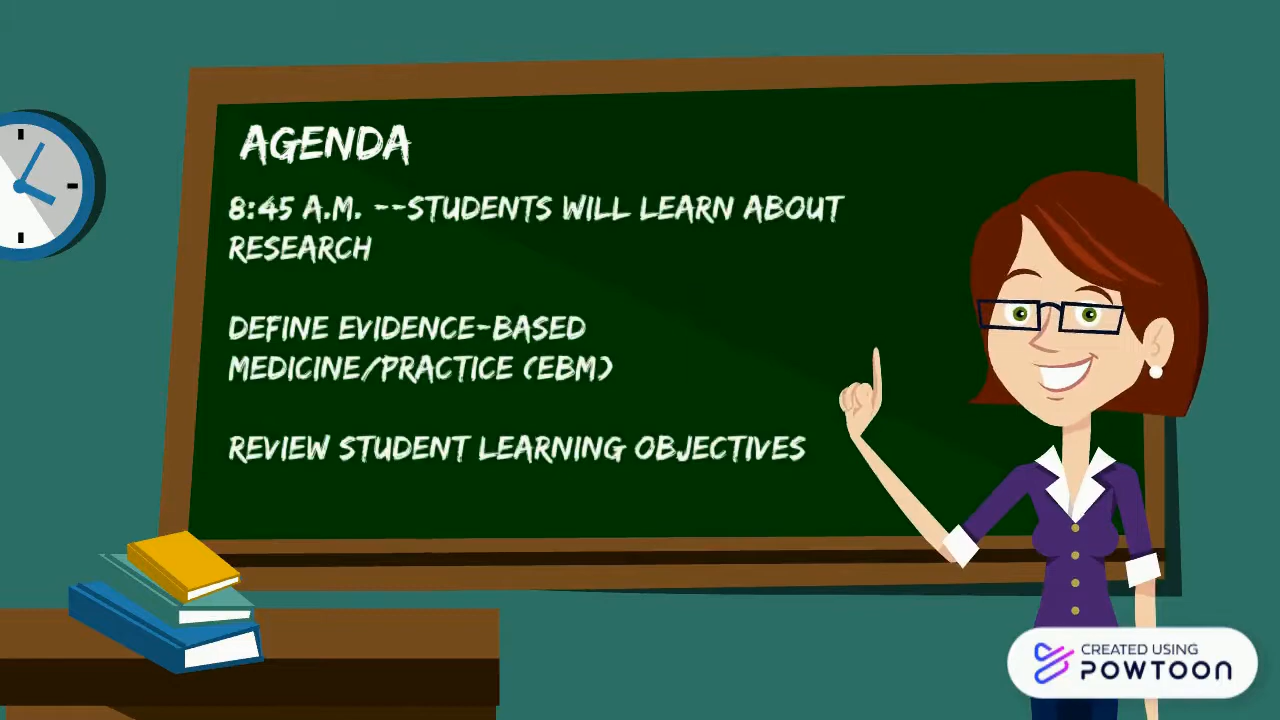 AGENDA
8:45 A.M. --STUDENTS WILL LEARN ABOUT
RESEARCH
DEFINE EVIDENCE-BASED
MEDICINE/PRACTICE (EBM)
REVIEW STUDENT LEARNING OBJECTIVES
CREATED USING
POWTOON